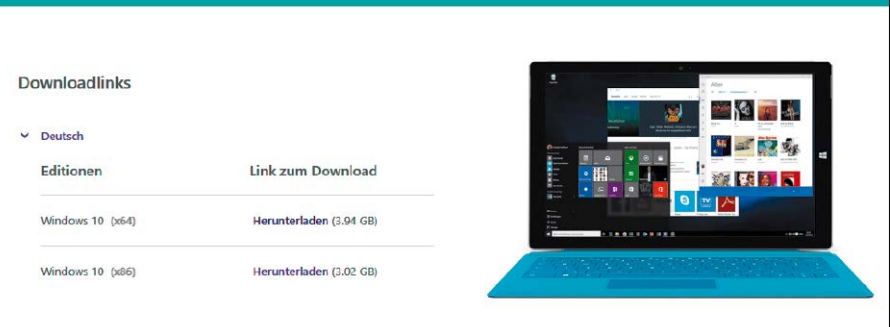 Downloadlinks
Deutsch
Editionen Link zum Download
Windows 10 (x64) Herunterladen (3.94 GB)
Windows 10 (x86) Herunterladen (3.02 GB)